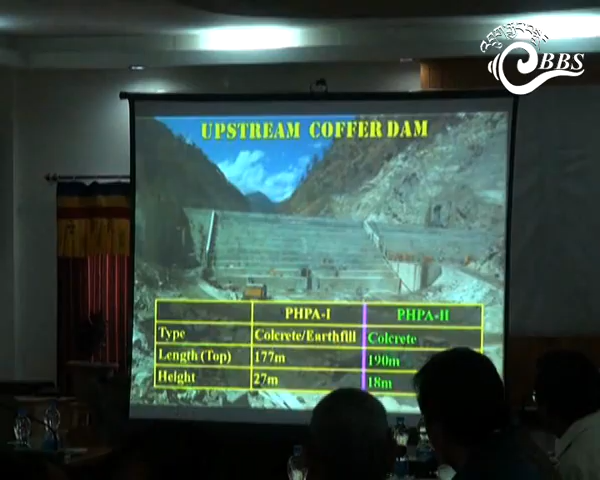 BBS
UPSTREAM COFFER DAM
PHPA-I PHPA-II
Type Colcrete/Earthfill Colcrete
Length (Top) 177m 190m
Height 27m 18m